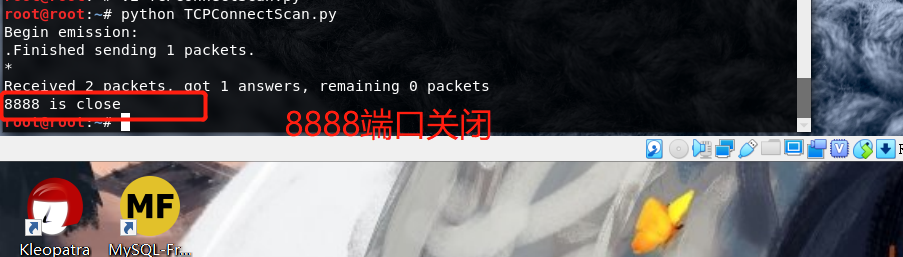 root@root:~# python TCPConnectScan.py
Begin emission:
.Finished sending 1 packets.
*
Received 2 packets, got 1 answers, remaining 0 packets
8888 is close
root@root:~#
8888端口关闭
V
MF
Kleopatra
MySQL-Fr...